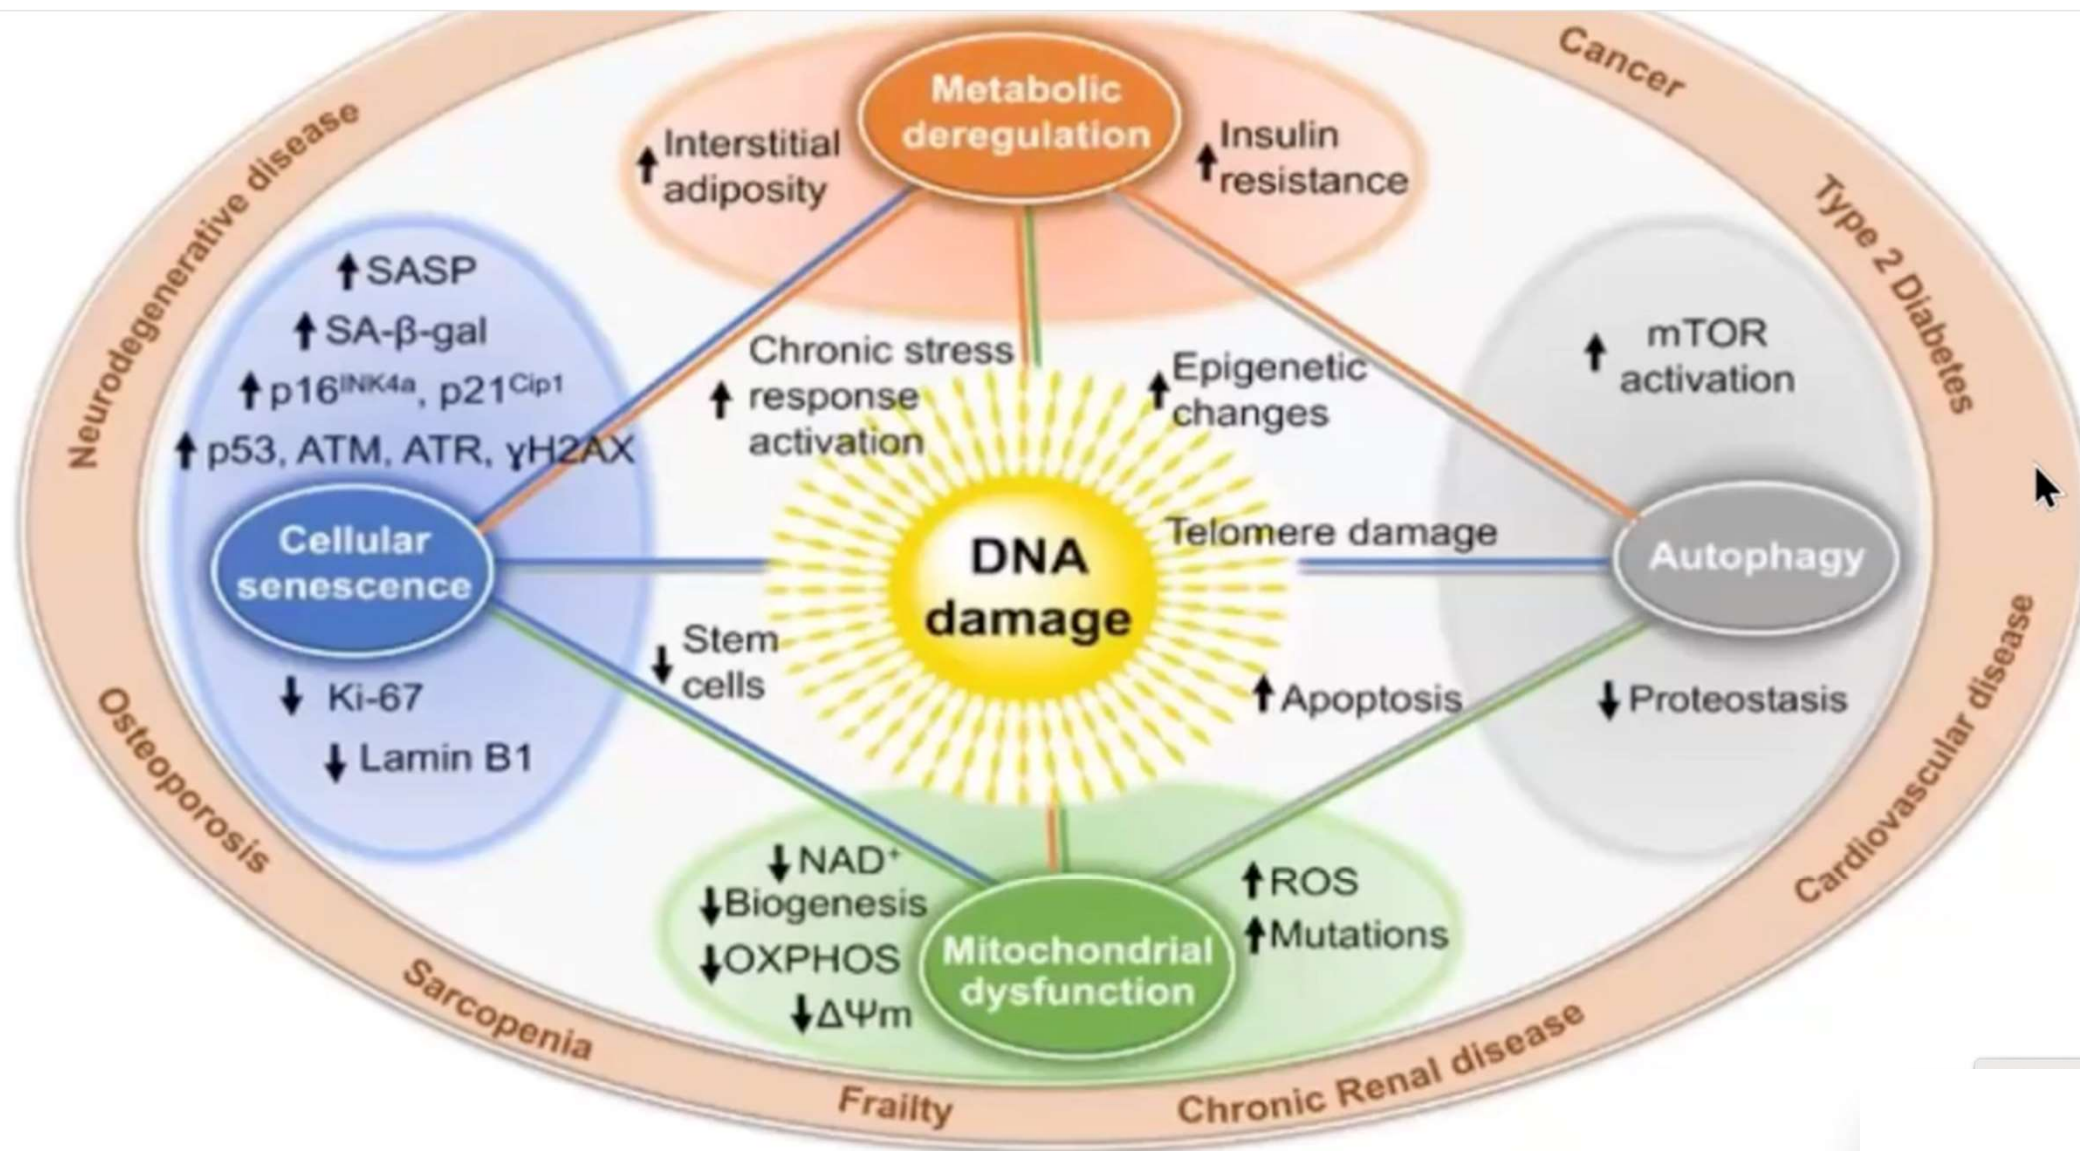 Cancer
Metabolic
deregulation
↑ Interstitial
adiposity
↑ Insulin
resistance
Neurodegenerative disease
Type 2 Diabetes
↑ SASP
↑ SA-β-gal
↑ p16INK4a, p21Cip1
↑ p53, ATM, ATR, γH2AX
Cellular
senescence
↓ Ki-67
↓ Lamin B1
Chronic stress
↑ response
activation
↑ Epigenetic
changes
↑ mTOR
activation
DNA
damage
Telomere damage
Autophagy
↓ Stem
cells
↑ Apoptosis
↓ Proteostasis
Osteoporosis
Cardiovascular disease
↓ NAD+
↓ Biogenesis
↓ OXPHOS
↓ ΔΨm
Mitochondrial
dysfunction
↑ ROS
↑ Mutations
Sarcopenia
Frailty
Chronic Renal disease